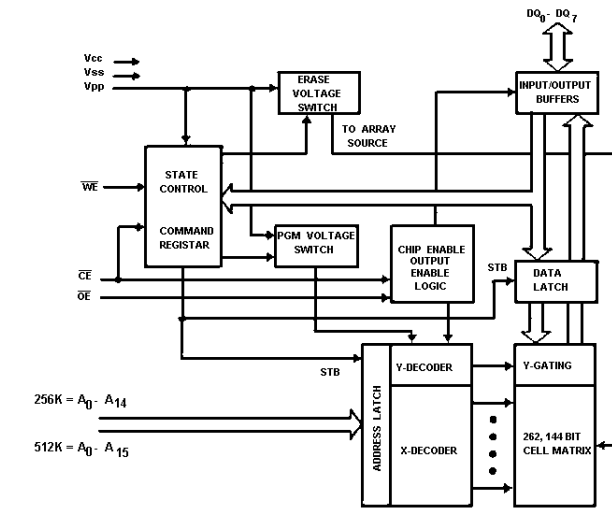 DQ0 - DQ7
Vcc
Vss
Vpp
ERASE
VOLTAGE
SWITCH
INPUT/OUTPUT
BUFFERS
TO ARRAY
SOURCE
STATE
CONTROL
COMMAND
REGISTAR
WE
PGM VOLTAGE
SWITCH
CHIP ENABLE
OUTPUT
ENABLE
LOGIC
CE
OE
STB
DATA
LATCH
STB
ADDRESS LATCH
Y-DECODER
Y-GATING
256K = A0 - A14
512K = A0 - A15
X-DECODER
262, 144 BIT
CELL MATRIX